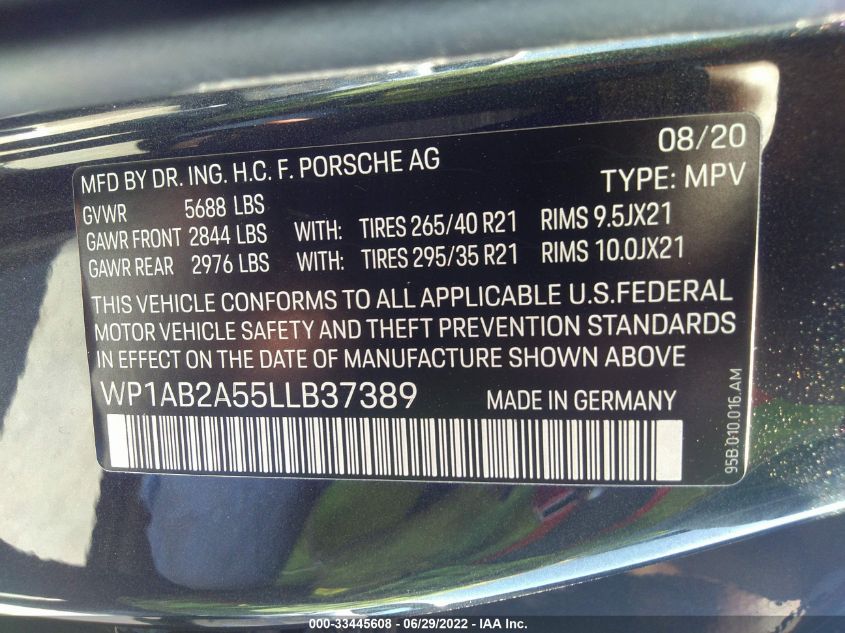 08/20
MFD BY DR. ING. H.C. F. PORSCHE AG
TYPE: MPV
GVWR 5688 LBS
GAWR FRONT 2844 LBS WITH: TIRES 265/40 R21 RIMS 9.5JX21
GAWR REAR 2976 LBS WITH: TIRES 295/35 R21 RIMS 10.0JX21
THIS VEHICLE CONFORMS TO ALL APPLICABLE U.S.FEDERAL
MOTOR VEHICLE SAFETY AND THEFT PREVENTION STANDARDS
IN EFFECT ON THE DATE OF MANUFACTURE SHOWN ABOVE
WP1AB2A55LLB37389 MADE IN GERMANY
95B.010.016.AM
000-33445608 - 06/29/2022 - IAA Inc.